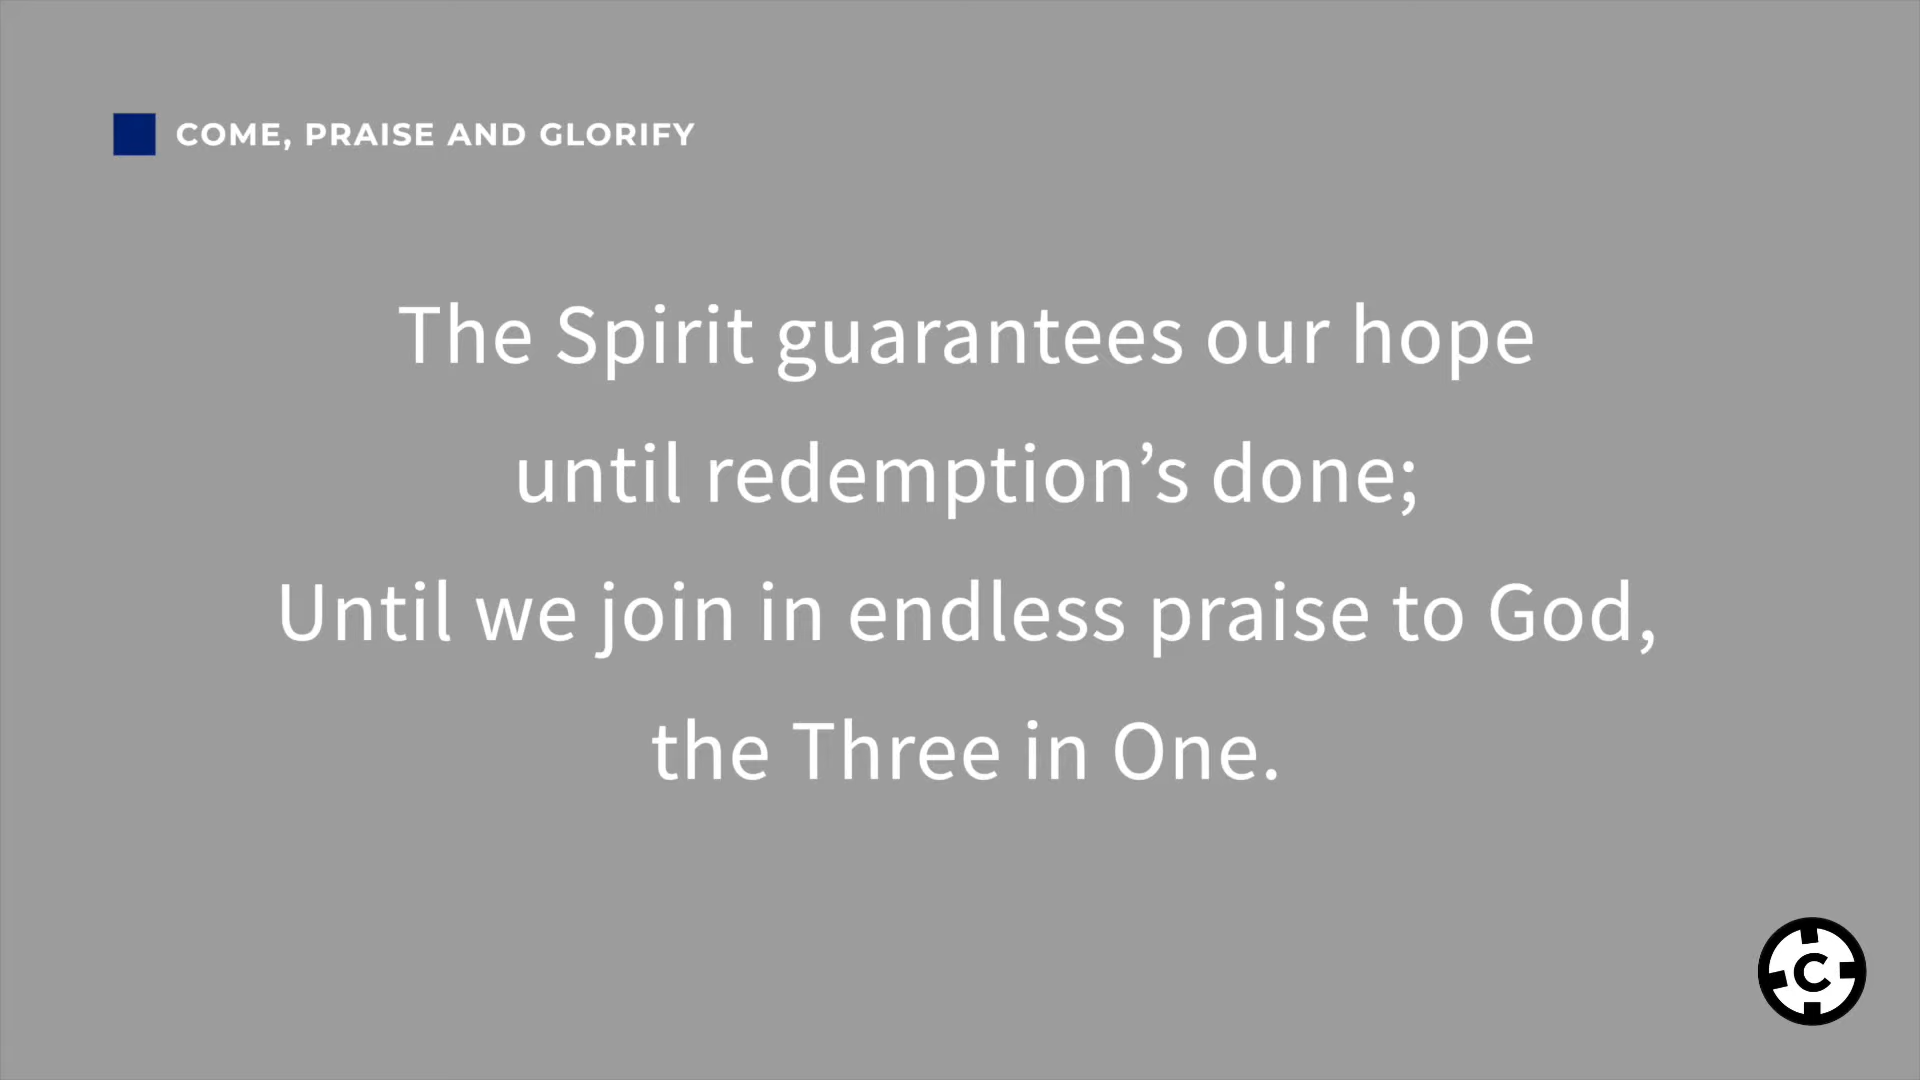 COME, PRAISE AND GLORIFY
The Spirit guarantees our hope
until redemption’s done;
Until we join in endless praise to God,
the Three in One.
C